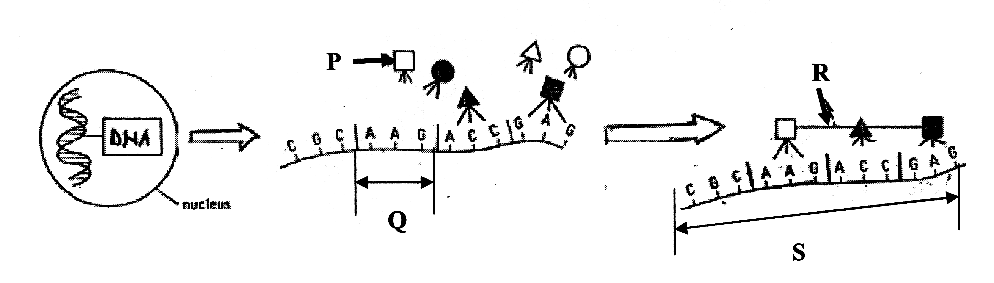 DNA
nucleus
P
C G C A A G A C C G A G
Q
R
C G C A A G A C C G A G
S